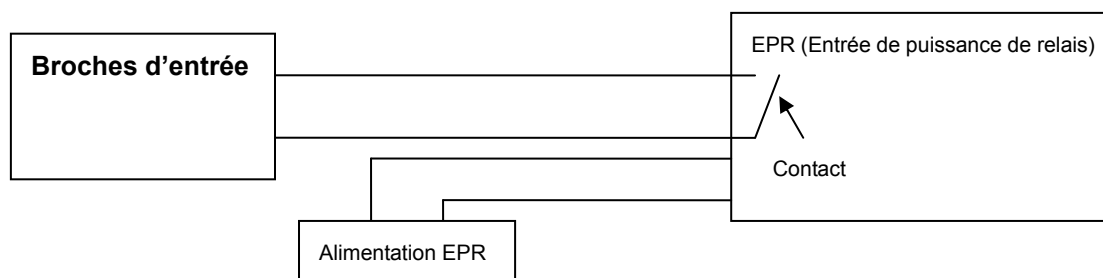 Broches d'entrée
EPR (Entrée de puissance de relais)
Contact
Alimentation EPR